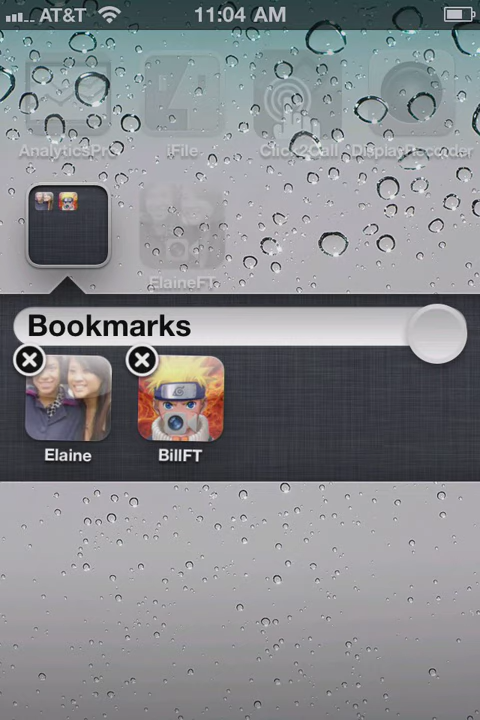 AT&T 11:04 AM
AnalyticsPro iFile Click2Call DisplayRecorder
ElaineFT
Bookmarks
Elaine BillFT